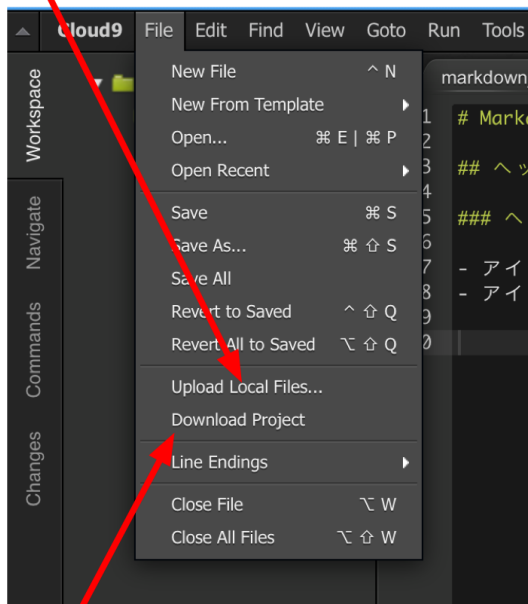 Cloud9 File Edit Find View Goto Run Tools
Workspace
Navigate
Commands
Changes
New File ^ N
New From Template
Open... ⌘ E | ⌘ P
Open Recent
Save ⌘ S
Save As... ⌘ ⇧ S
Save All
Revert to Saved ^ ⇧ Q
Revert All to Saved ⌥ ⇧ Q
Upload Local Files...
Download Project
Line Endings
Close File ⌥ W
Close All Files ⌥ ⇧ W
markdown
1 # Mark
2
3 ## ヘッ
4
5 ### ヘ
6
7 - アイ
8 - アイ
9
0